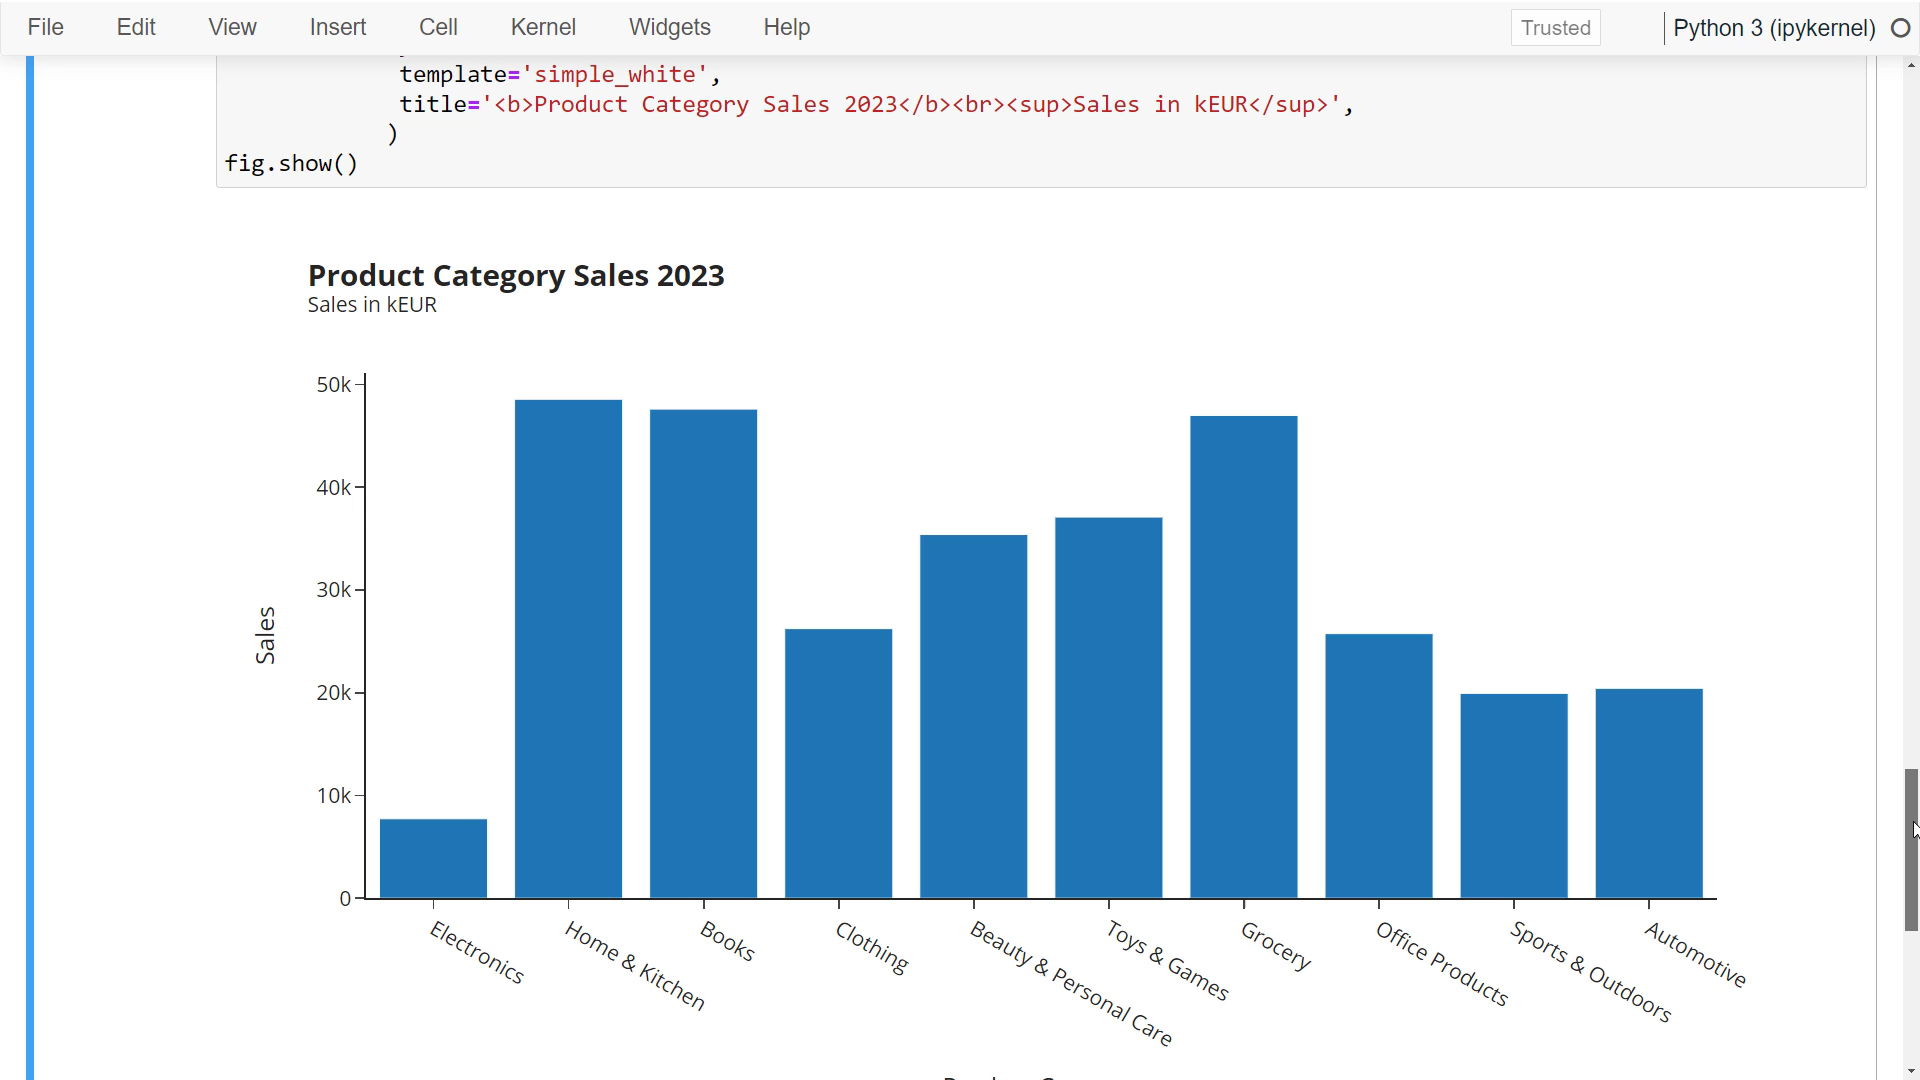 File Edit View Insert Cell Kernel Widgets Help Trusted Python 3 (ipykernel)
template='simple_white',
title='<b>Product Category Sales 2023</b><br><sup>Sales in kEUR</sup>',
)
fig.show()
Product Category Sales 2023
Sales in kEUR
50k
40k
30k
20k
10k
0
Sales
Electronics
Home & Kitchen
Books
Clothing
Beauty & Personal Care
Toys & Games
Grocery
Office Products
Sports & Outdoors
Automotive